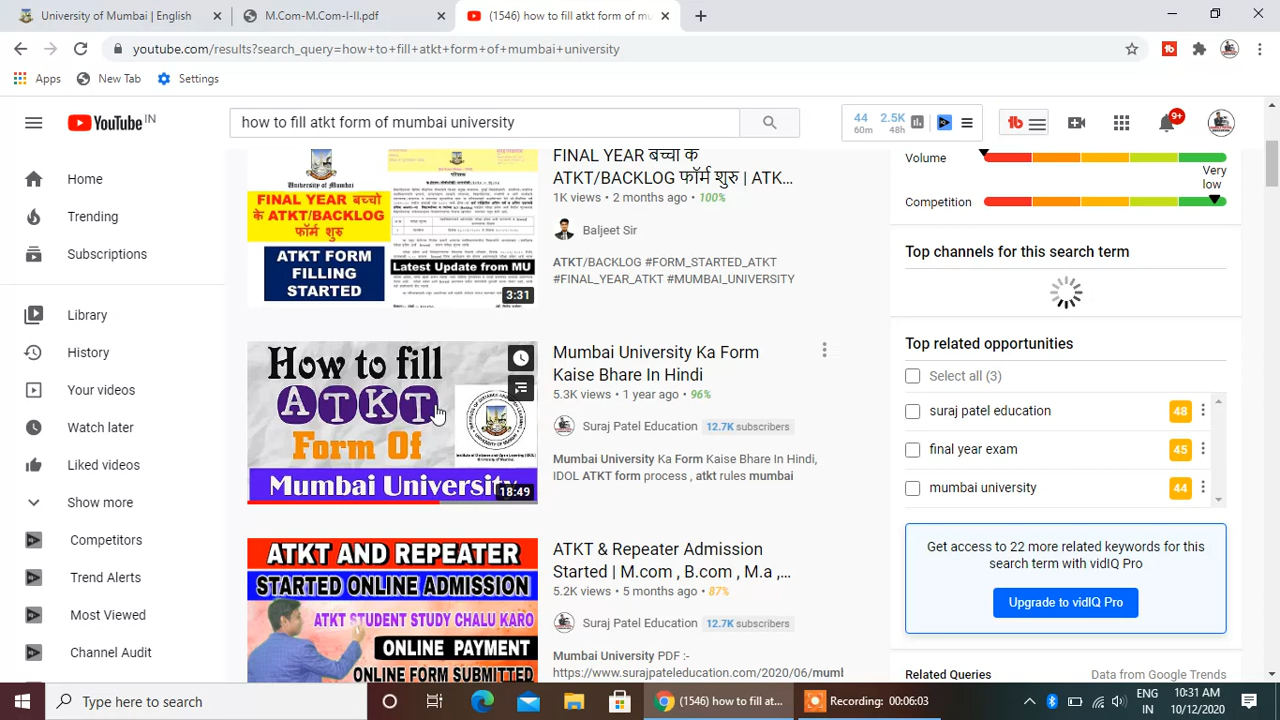 University of Mumbai | English
M.Com-M.Com-I-II.pdf
(1546) how to fill atkt form of mu
youtube.com/results?search_query=how+to+fill+atkt+form+of+mumbai+university
Apps
New Tab
Settings
YouTube IN
how to fill atkt form of mumbai university
44
60m
2.5K
48h
tb
9+
Home
Trending
Subscriptions
Library
History
Your videos
Watch later
Liked videos
Show more
Competitors
Trend Alerts
Most Viewed
Channel Audit
University of Mumbai
FINAL YEAR बच्चों
के ATKT/BACKLOG
फॉर्म शुरु
ATKT FORM
FILLING
STARTED
Latest Update from MU
3:31
FINAL YEAR बच्चों क
ATKT/BACKLOG फॉर्म शुरु | ATK...
1K views • 2 months ago • 100%
Baljeet Sir
ATKT/BACKLOG #FORM_STARTED_ATKT
#FINAL_YEAR_ATKT #MUMBAI_UNIVERSITY
How to fill
ATKT
Form Of
Mumbai University
18:49
Mumbai University Ka Form
Kaise Bhare In Hindi
5.3K views • 1 year ago • 96%
Suraj Patel Education 12.7K subscribers
Mumbai University Ka Form Kaise Bhare In Hindi,
IDOL ATKT form process , atkt rules mumbai
ATKT AND REPEATER
STARTED ONLINE ADMISSION
ATKT STUDENT STUDY CHALU KARO
ONLINE PAYMENT
ONLINE FORM SUBMITTED
ATKT & Repeater Admission
Started | M.com , B.com , M.a ,...
5.2K views • 5 months ago • 87%
Suraj Patel Education 12.7K subscribers
Mumbai University PDF :-
https://www.surajpateleducation.com/2020/06/muml
Volume
Very
low
Competition
Top channels for this search term
Top related opportunities
Select all (3)
suraj patel education 48
final year exam 45
mumbai university 44
Get access to 22 more related keywords for this
search term with vidIQ Pro
Upgrade to vidIQ Pro
Related Queries
Data from Google Trends
Type here to search
(1546) how to fill at...
Recording: 00:06:03
ENG
IN
10:31 AM
10/12/2020